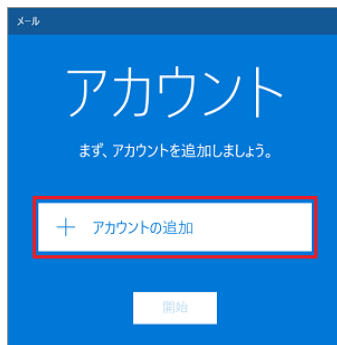 メール
アカウント
まず、アカウントを追加しましょう。
アカウントの追加
開始